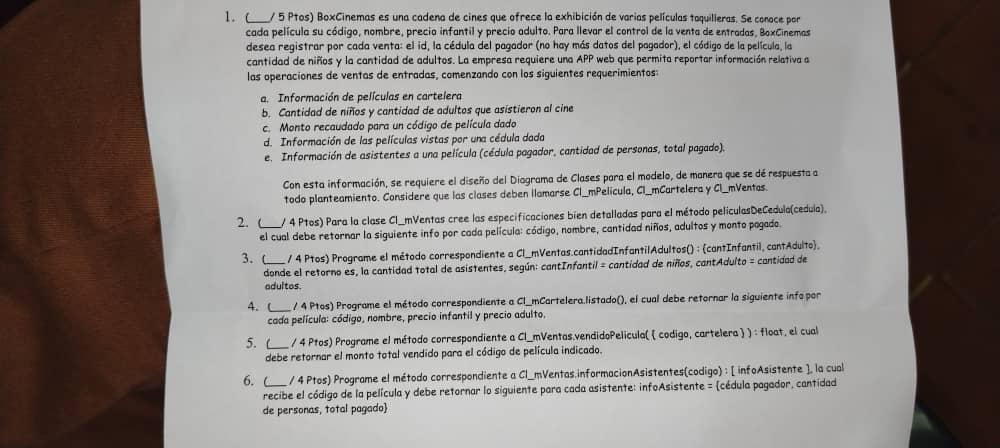 1. (___/ 5 Ptos) BoxCinemas es una cadena de cines que ofrece la exhibición de varias películas taquilleras. Se conoce por
cada película su código, nombre, precio infantil y precio adulto. Para llevar el control de la venta de entradas, BoxCinemas
desea registrar por cada venta: el id, la cédula del pagador (no hay más datos del pagador), el código de la película, la
cantidad de niños y la cantidad de adultos. La empresa requiere una APP web que permita reportar información relativa a
las operaciones de ventas de entradas, comenzando con los siguientes requerimientos:
a. Información de películas en cartelera
b. Cantidad de niños y cantidad de adultos que asistieron al cine
c. Monto recaudado para un código de película dado
d. Información de las películas vistas por una cédula dada
e. Información de asistentes a una película (cédula pagador, cantidad de personas, total pagado).
Con esta información, se requiere el diseño del Diagrama de Clases para el modelo, de manera que se dé respuesta a
todo planteamiento. Considere que las clases deben llamarse Cl_mPelicula, Cl_mCartelera y Cl_mVentas.
2. (___/ 4 Ptos) Para la clase Cl_mVentas cree las especificaciones bien detalladas para el método peliculasDeCedula(cedula),
el cual debe retornar la siguiente info por cada película: código, nombre, cantidad niños, adultos y monto pagado.
3. (___ / 4 Ptos) Programe el método correspondiente a Cl_mVentas.cantidadInfantilAdultos() : {cantInfantil, cantAdulto},
donde el retorno es, la cantidad total de asistentes, según: cantInfantil = cantidad de niños, cantAdulto = cantidad de
adultos.
4. (___ / 4 Ptos) Programe el método correspondiente a Cl_mCartelera.listado(), el cual debe retornar la siguiente info por
cada película: código, nombre, precio infantil y precio adulto.
5. (___ / 4 Ptos) Programe el método correspondiente a Cl_mVentas.vendidoPelicula( { codigo, cartelera } ) : float, el cual
debe retornar el monto total vendido para el código de película indicado.
6. (___ / 4 Ptos) Programe el método correspondiente a Cl_mVentas.informacionAsistentes(codigo) : [ infoAsistente ], la cual
recibe el código de la película y debe retornar lo siguiente para cada asistente: infoAsistente = {cédula pagador, cantidad
de personas, total pagado}